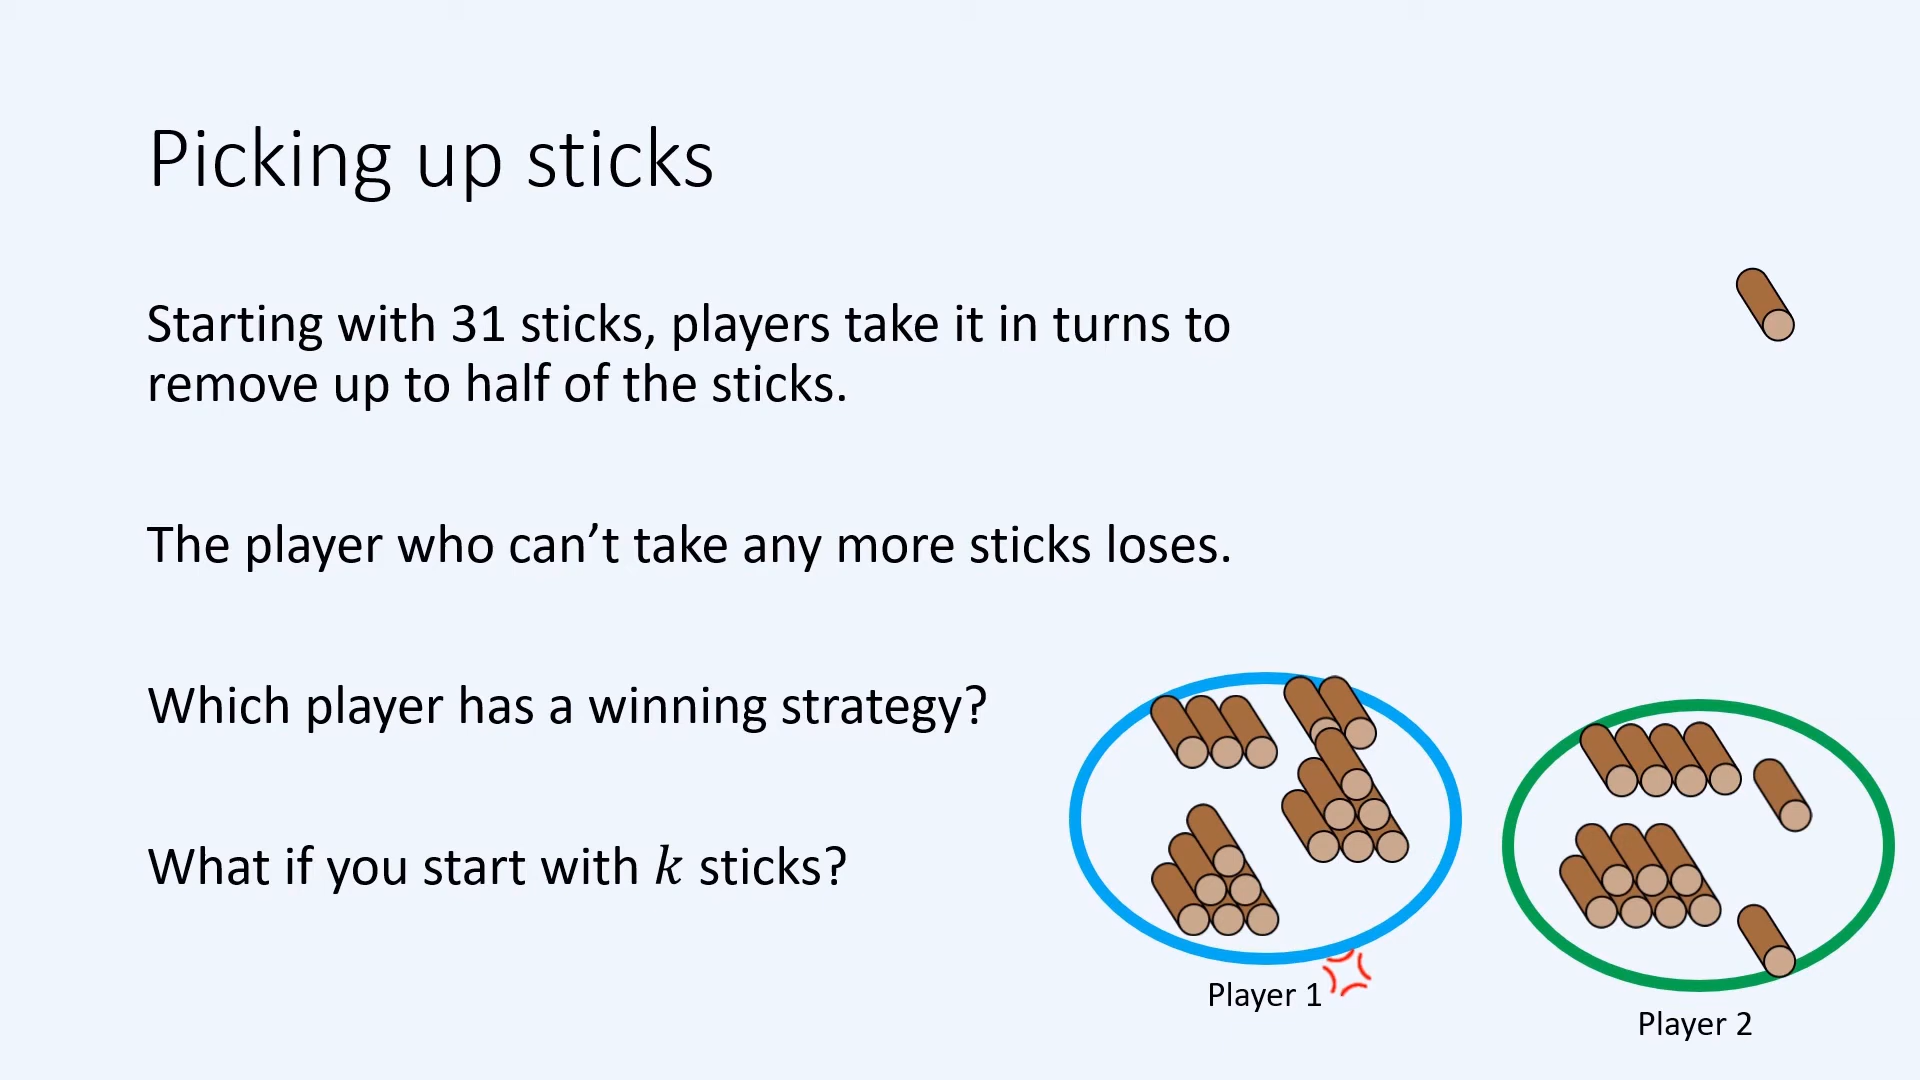 Picking up sticks
Starting with 31 sticks, players take it in turns to
remove up to half of the sticks.
The player who can’t take any more sticks loses.
Which player has a winning strategy?
What if you start with 𝑘 sticks?
Player 1
Player 2